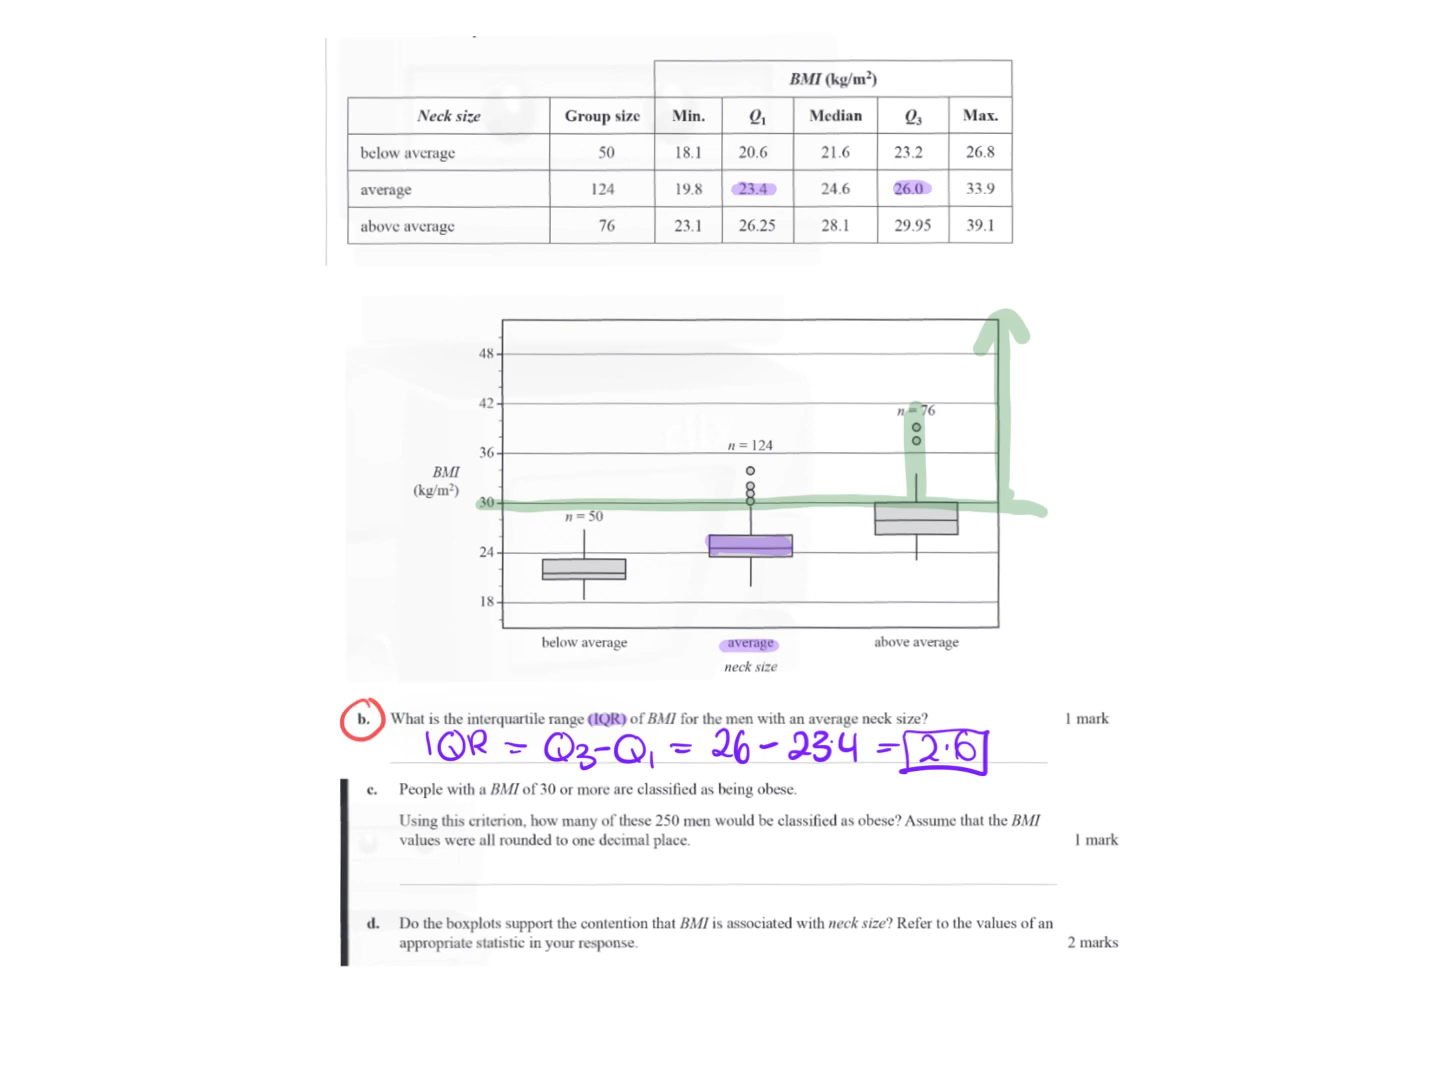 BMI (kg/m²)
Neck size Group size Min. Q₁ Median Q₃ Max.
below average 50 18.1 20.6 21.6 23.2 26.8
average 124 19.8 23.4 24.6 26.0 33.9
above average 76 23.1 26.25 28.1 29.95 39.1
48
42
n = 76
n = 124
36
BMI
(kg/m²)
30
n = 50
24
18
below average average above average
neck size
b. What is the interquartile range (IQR) of BMI for the men with an average neck size? 1 mark
IQR = Q₃-Q₁ = 26 - 23.4 = 2.6
c. People with a BMI of 30 or more are classified as being obese.
Using this criterion, how many of these 250 men would be classified as obese? Assume that the BMI
values were all rounded to one decimal place. 1 mark
d. Do the boxplots support the contention that BMI is associated with neck size? Refer to the values of an
appropriate statistic in your response. 2 marks